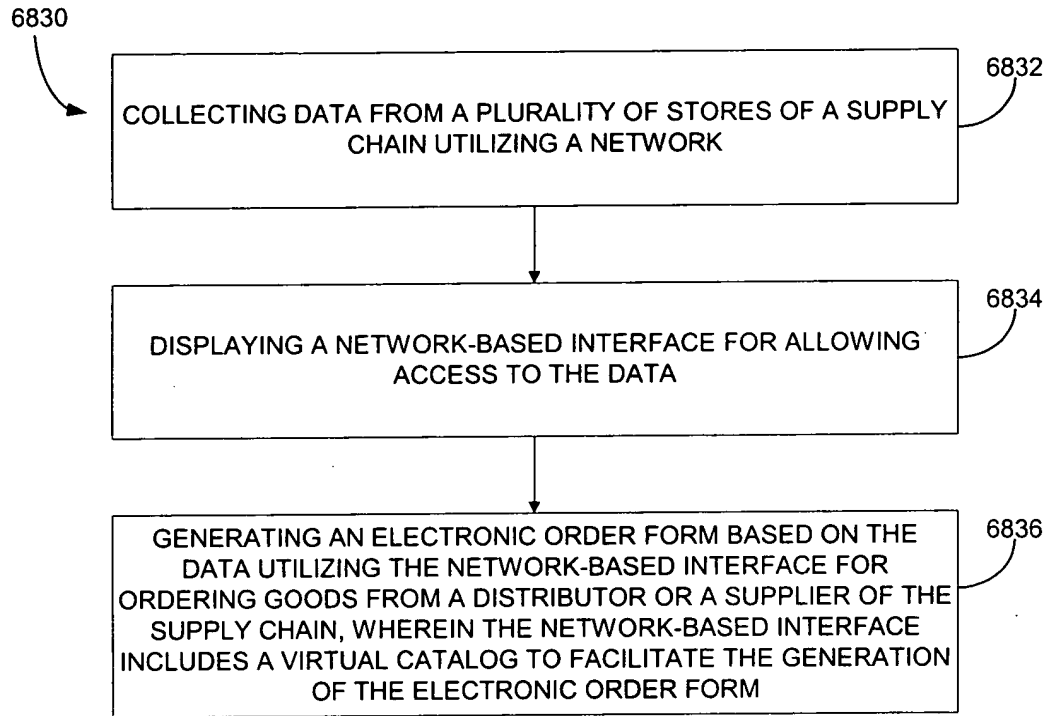 6830
6832
COLLECTING DATA FROM A PLURALITY OF STORES OF A SUPPLY
CHAIN UTILIZING A NETWORK
6834
DISPLAYING A NETWORK-BASED INTERFACE FOR ALLOWING
ACCESS TO THE DATA
6836
GENERATING AN ELECTRONIC ORDER FORM BASED ON THE
DATA UTILIZING THE NETWORK-BASED INTERFACE FOR
ORDERING GOODS FROM A DISTRIBUTOR OR A SUPPLIER OF THE
SUPPLY CHAIN, WHEREIN THE NETWORK-BASED INTERFACE
INCLUDES A VIRTUAL CATALOG TO FACILITATE THE GENERATION
OF THE ELECTRONIC ORDER FORM